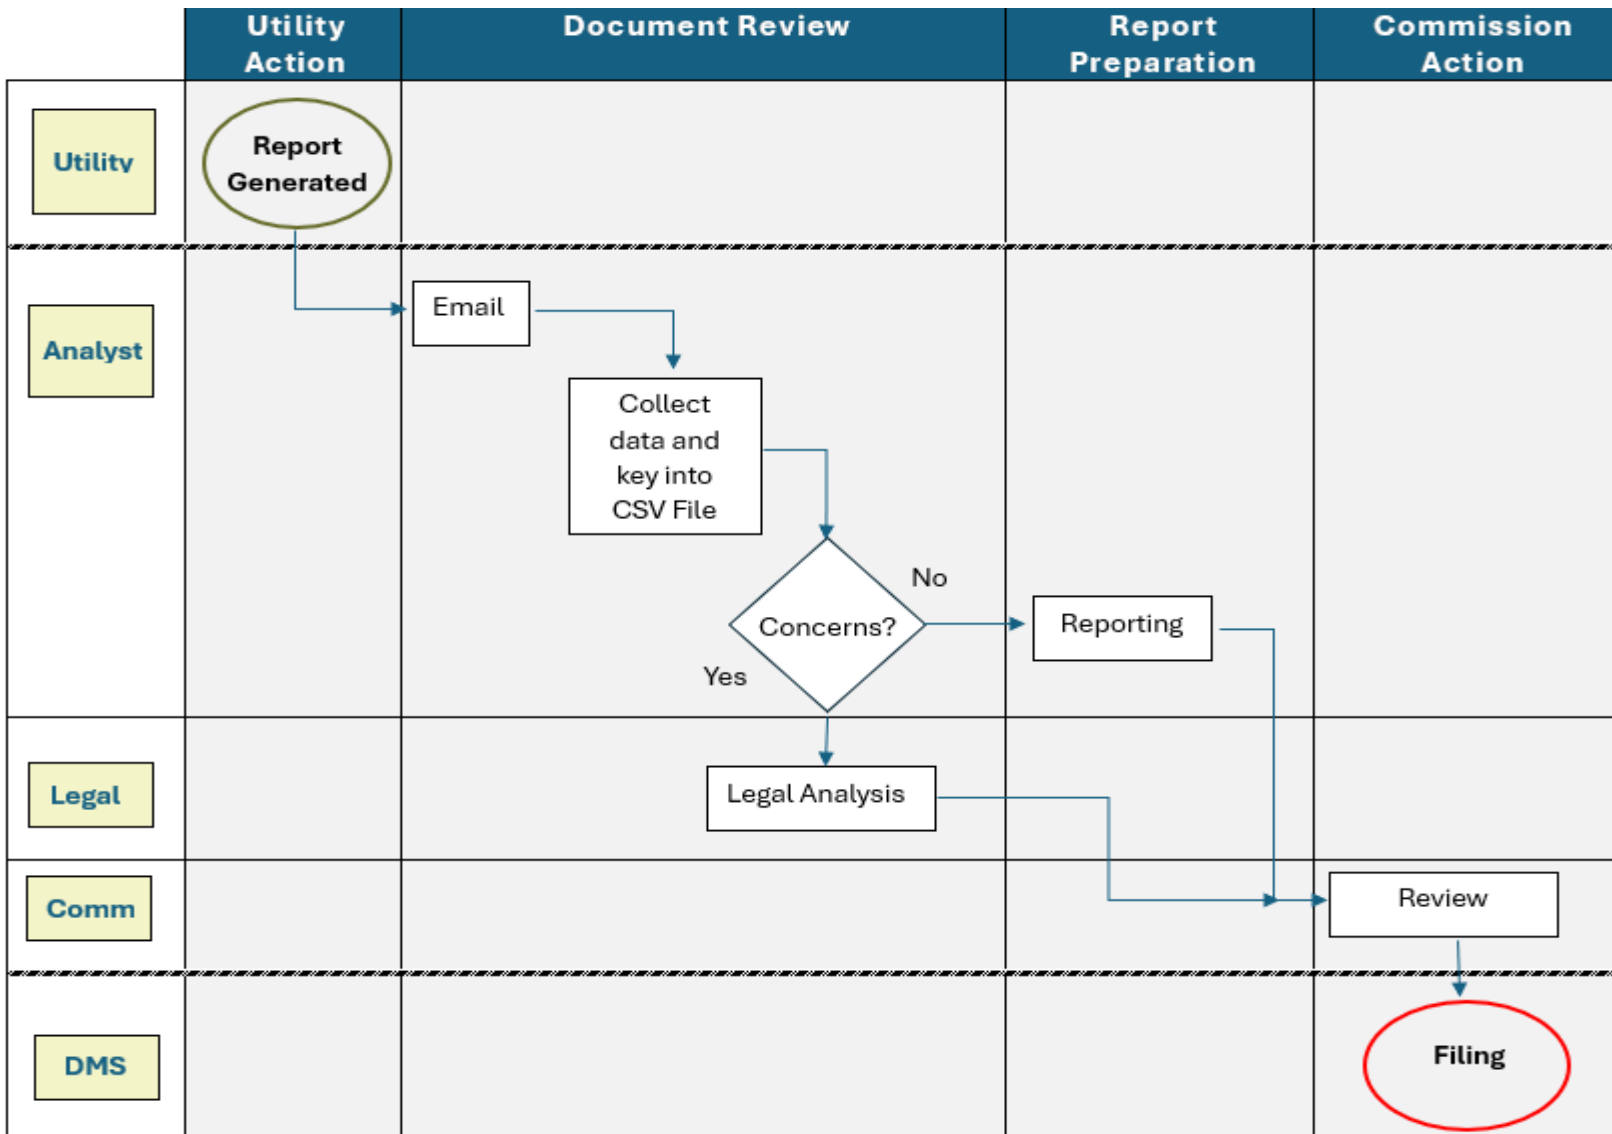 Utility
Action
Document Review
Report
Preparation
Commission
Action
Utility
Report
Generated
Analyst
Email
Collect
data and
key into
CSV File
No
Concerns?
Reporting
Yes
Legal
Legal Analysis
Comm
Review
DMS
Filing